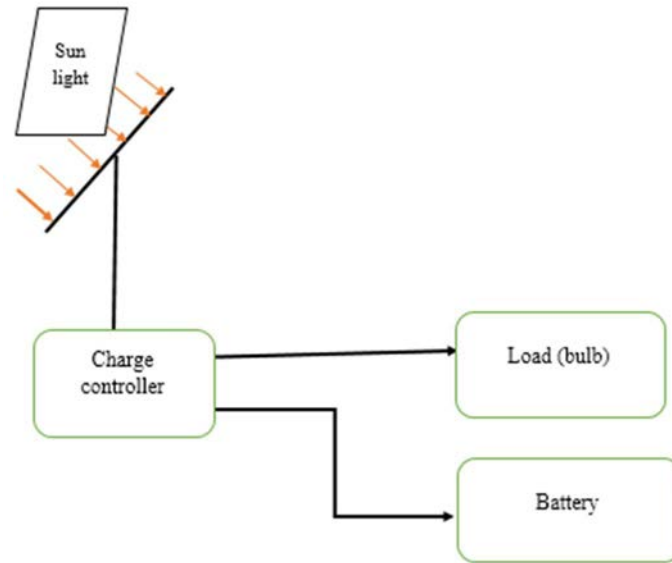 Sun
light
Charge
controller
Load (bulb)
Battery